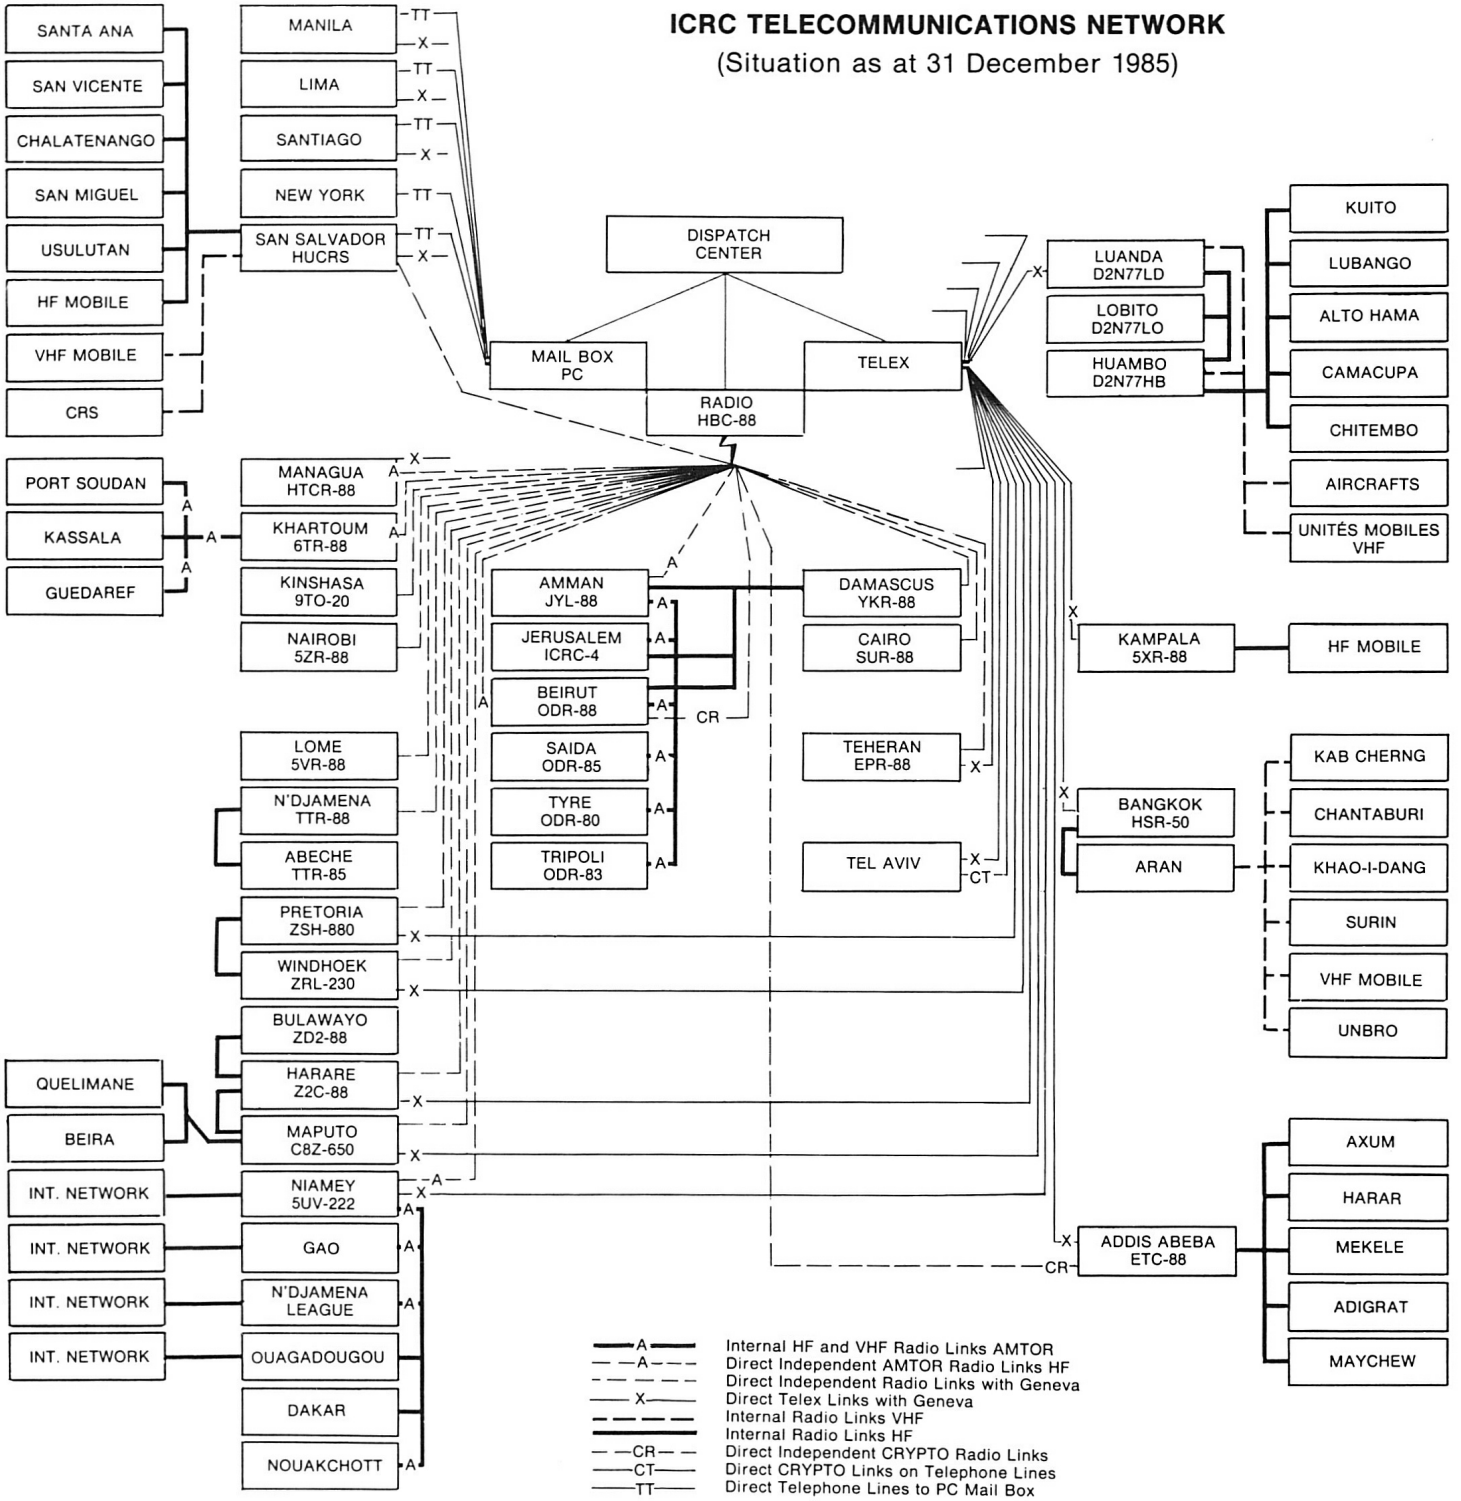 ICRC TELECOMMUNICATIONS NETWORK
(Situation as at 31 December 1985)
SANTA ANA
SAN VICENTE
CHALATENANGO
SAN MIGUEL
USULUTAN
HF MOBILE
VHF MOBILE
CRS
MANILA
TT
X
LIMA
TT
X
SANTIAGO
TT
X
NEW YORK
TT
SAN SALVADOR
HUCRS
TT
X
DISPATCH
CENTER
MAIL BOX
PC
TELEX
RADIO
HBC-88
X
LUANDA
D2N77LD
LOBITO
D2N77LO
HUAMBO
D2N77HB
KUITO
LUBANGO
ALTO HAMA
CAMACUPA
CHITEMBO
AIRCRAFTS
UNITÉS MOBILES
VHF
PORT SOUDAN
KASSALA
GUEDAREF
A
A
A
MANAGUA
HTCR-88
X
A
KHARTOUM
6TR-88
A
KINSHASA
9TO-20
NAIROBI
5ZR-88
LOME
5VR-88
N'DJAMENA
TTR-88
ABECHE
TTR-85
PRETORIA
ZSH-880
X
WINDHOEK
ZRL-230
X
BULAWAYO
ZD2-88
HARARE
Z2C-88
X
MAPUTO
C8Z-650
X
QUELIMANE
BEIRA
INT. NETWORK
NIAMEY
5UV-222
A
X
A
INT. NETWORK
GAO
A
INT. NETWORK
N'DJAMENA
LEAGUE
A
INT. NETWORK
OUAGADOUGOU
DAKAR
NOUAKCHOTT
A
A
A
AMMAN
JYL-88
A
JERUSALEM
ICRC-4
A
BEIRUT
ODR-88
A
CR
SAIDA
ODR-85
A
TYRE
ODR-80
A
TRIPOLI
ODR-83
A
DAMASCUS
YKR-88
CAIRO
SUR-88
TEHERAN
EPR-88
X
TEL AVIV
X
CT
X
KAMPALA
5XR-88
HF MOBILE
X
BANGKOK
HSR-50
ARAN
KAB CHERNG
CHANTABURI
KHAO-I-DANG
SURIN
VHF MOBILE
UNBRO
X
CR
ADDIS ABEBA
ETC-88
AXUM
HARAR
MEKELE
ADIGRAT
MAYCHEW
A Internal HF and VHF Radio Links AMTOR
A Direct Independent AMTOR Radio Links HF
Direct Independent Radio Links with Geneva
X Direct Telex Links with Geneva
Internal Radio Links VHF
Internal Radio Links HF
CR Direct Independent CRYPTO Radio Links
CT Direct CRYPTO Links on Telephone Lines
TT Direct Telephone Lines to PC Mail Box